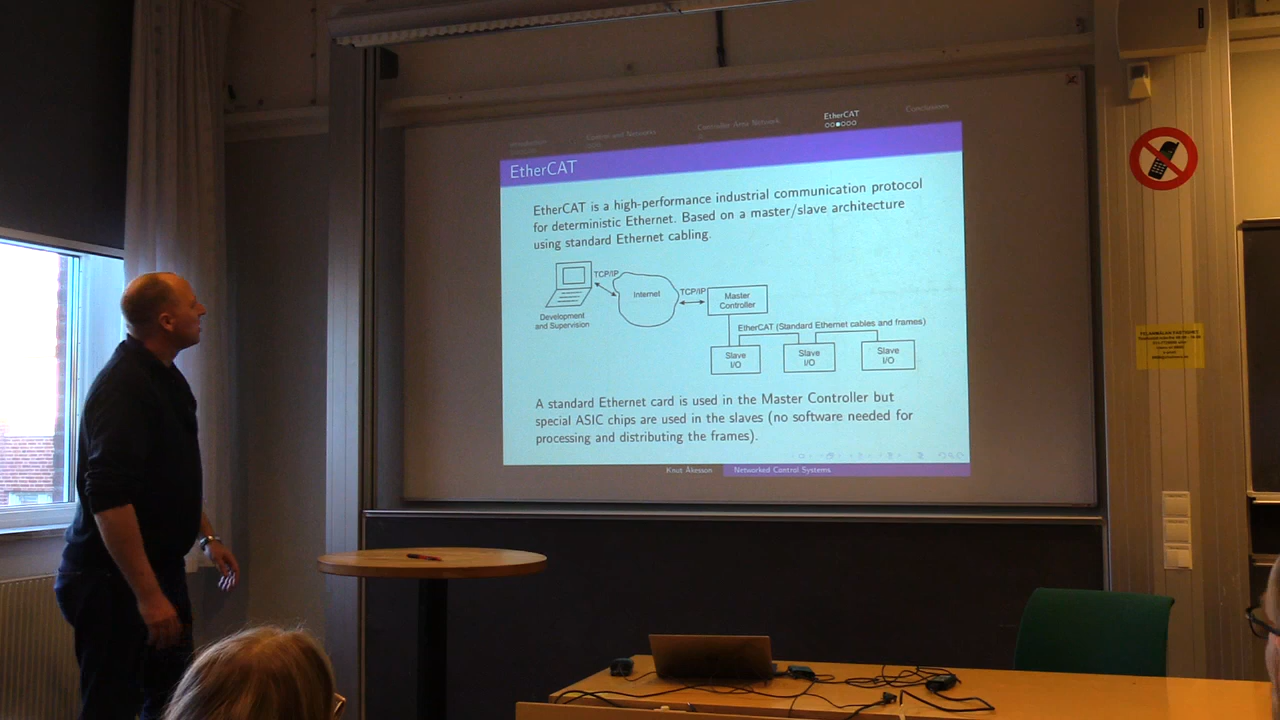 Introduction
Control and Networks
Controller Area Network
EtherCAT
Conclusions
EtherCAT
EtherCAT is a high-performance industrial communication protocol
for deterministic Ethernet. Based on a master/slave architecture
using standard Ethernet cabling.
TCP/IP
Internet
TCP/IP
Master
Controller
Development
and Supervision
EtherCAT (Standard Ethernet cables and frames)
Slave
I/O
Slave
I/O
Slave
I/O
A standard Ethernet card is used in the Master Controller but
special ASIC chips are used in the slaves (no software needed for
processing and distributing the frames).
Knut Åkesson
Networked Control Systems